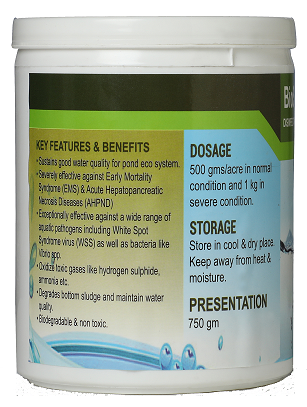 KEY FEATURES & BENEFITS
• Sustains good water quality for pond eco system.
• Severely effective against Early Mortality
Syndrome (EMS) & Acute Hepatopancreatic
Necrosis Diseases (AHPND)
• Exceptionally effective against a wide range of
aquatic pathogens including White Spot
Syndrome virus (WSS) as well as bacteria like
Vibrio spp.
• Oxidize toxic gases like hydrogen sulphide,
ammonia etc.
• Degrades bottom sludge and maintain water
quality.
• Biodegradable & non toxic.
DOSAGE
500 gms/acre in normal
condition and 1 kg in
severe condition.
STORAGE
Store in cool & dry place.
Keep away from heat &
moisture.
PRESENTATION
750 gm